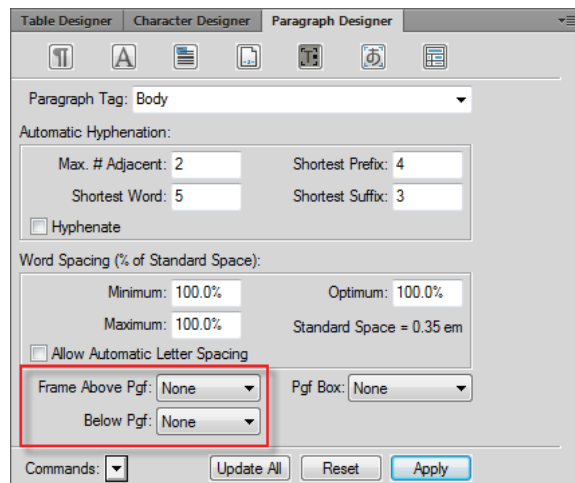 Table Designer Character Designer Paragraph Designer
Paragraph Tag: Body
Automatic Hyphenation:
Max. # Adjacent: 2 Shortest Prefix: 4
Shortest Word: 5 Shortest Suffix: 3
Hyphenate
Word Spacing (% of Standard Space):
Minimum: 100.0% Optimum: 100.0%
Maximum: 100.0% Standard Space = 0.35 em
Allow Automatic Letter Spacing
Frame Above Pgf: None Pgf Box: None
Below Pgf: None
Commands: Update All Reset Apply